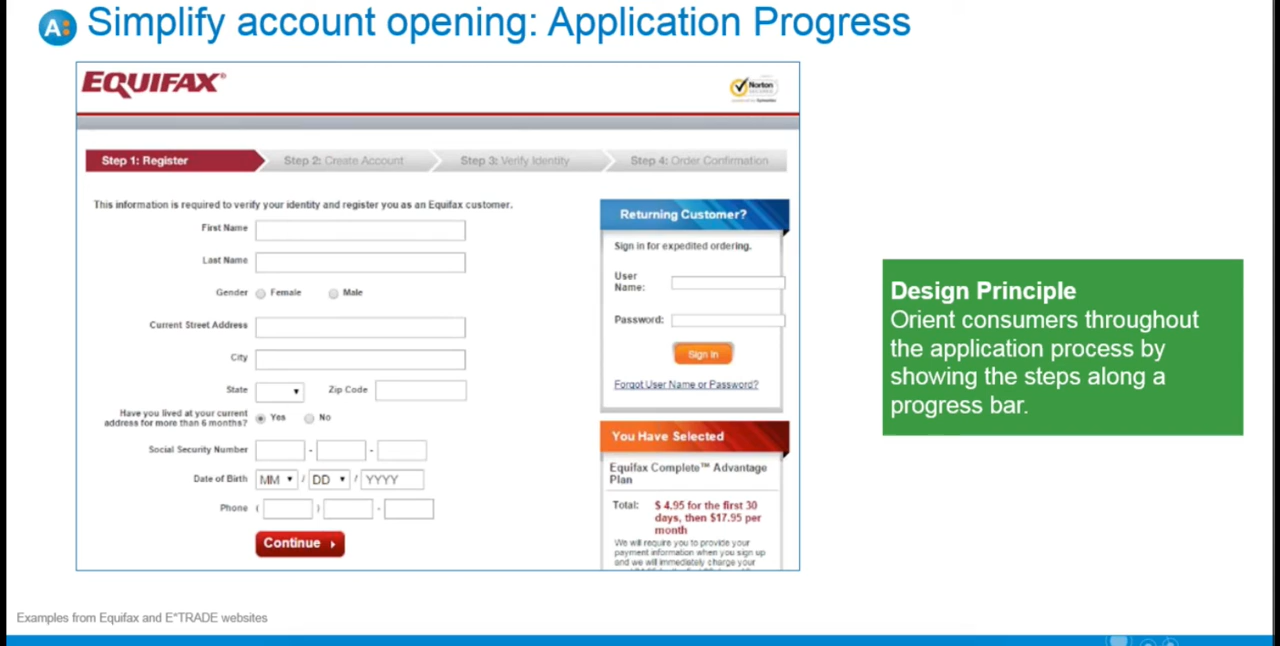 A:
Simplify account opening: Application Progress
EQUIFAX®
Norton
Step 1: Register
Step 2: Create Account
Step 3: Verify Identity
Step 4: Order Confirmation
This information is required to verify your identity and register you as an Equifax customer.
First Name
Last Name
Gender
Female
Male
Current Street Address
City
State
Zip Code
Have you lived at your current
address for more than 6 months?
Yes
No
Social Security Number
-
-
Date of Birth
MM
/
DD
/
YYYY
Phone
(
)
-
Continue
Returning Customer?
Sign in for expedited ordering.
User
Name:
Password:
Sign in
Forgot User Name or Password?
You Have Selected
Equifax Complete™ Advantage
Plan
Total:
$ 4.95 for the first 30
days, then $17.95 per
month
We will require you to provide your
payment information when you sign up
and we will immediately charge your
Design Principle
Orient consumers throughout
the application process by
showing the steps along a
progress bar.
Examples from Equifax and E*TRADE websites